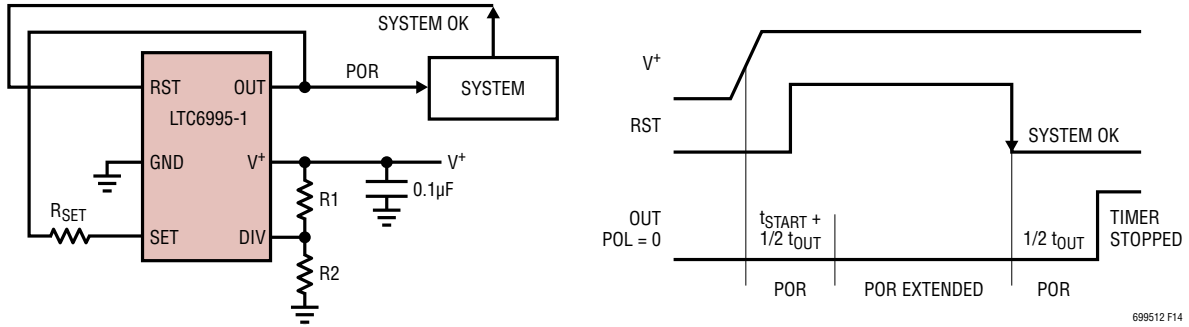 SYSTEM OK
RST
OUT
LTC6995-1
GND
V+
SET
DIV
RSET
POR
SYSTEM
V+
0.1µF
R1
R2
V+
RST
SYSTEM OK
OUT
POL = 0
tSTART +
1/2 tOUT
1/2 tOUT
TIMER
STOPPED
POR
POR EXTENDED
POR
699512 F14